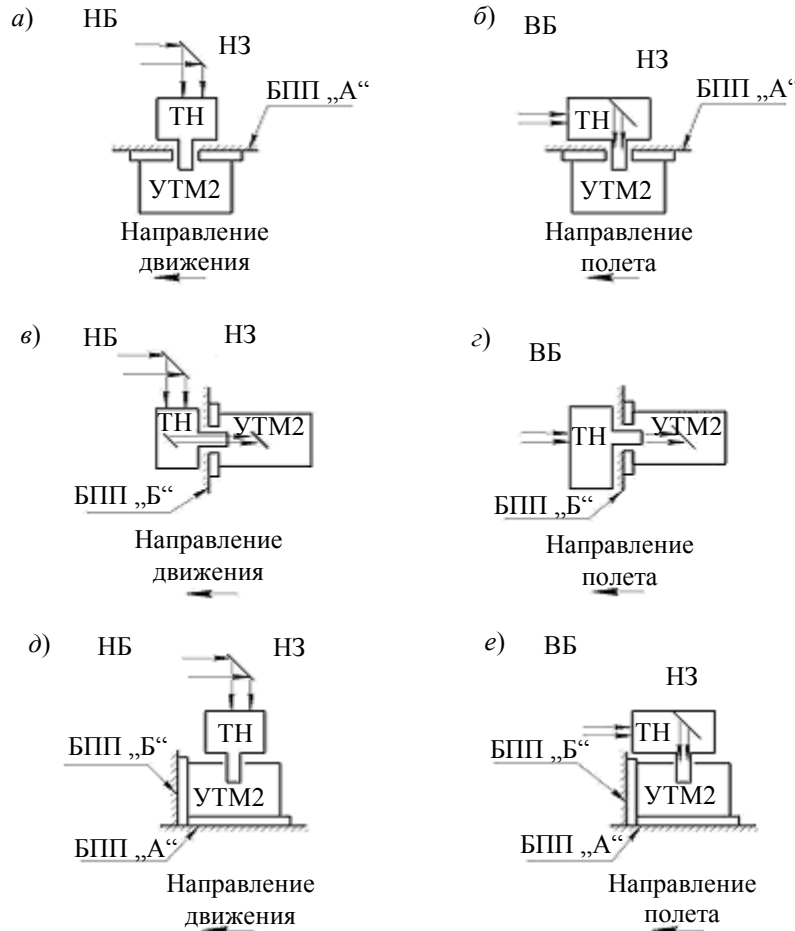 а) НБ
НЗ
БПП „А“
ТН
УТМ2
Направление
движения
б) ВБ
НЗ
БПП „А“
ТН
УТМ2
Направление
полета
в) НБ НЗ
ТН УТМ2
БПП „Б“
Направление
движения
г) ВБ
ТН УТМ2
БПП „Б“
Направление
полета
д) НБ НЗ
ТН
БПП „Б“
УТМ2
БПП „А“
Направление
движения
е) ВБ
НЗ
ТН
БПП „Б“
УТМ2
БПП „А“
Направление
полета